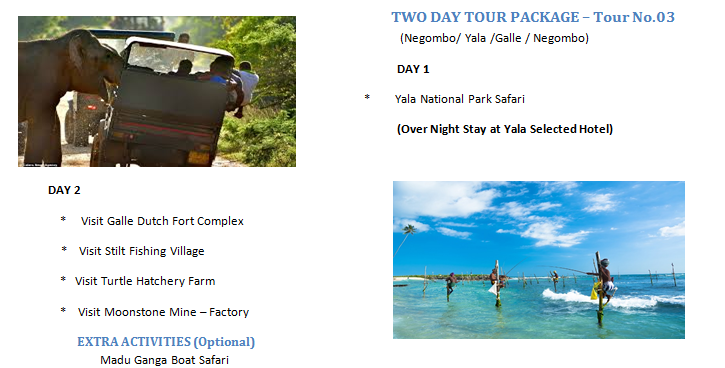 TWO DAY TOUR PACKAGE – Tour No.03
(Negombo/ Yala /Galle / Negombo)
DAY 1
* Yala National Park Safari
(Over Night Stay at Yala Selected Hotel)
DAY 2
* Visit Galle Dutch Fort Complex
* Visit Stilt Fishing Village
* Visit Turtle Hatchery Farm
* Visit Moonstone Mine – Factory
EXTRA ACTIVITIES (Optional)
Madu Ganga Boat Safari